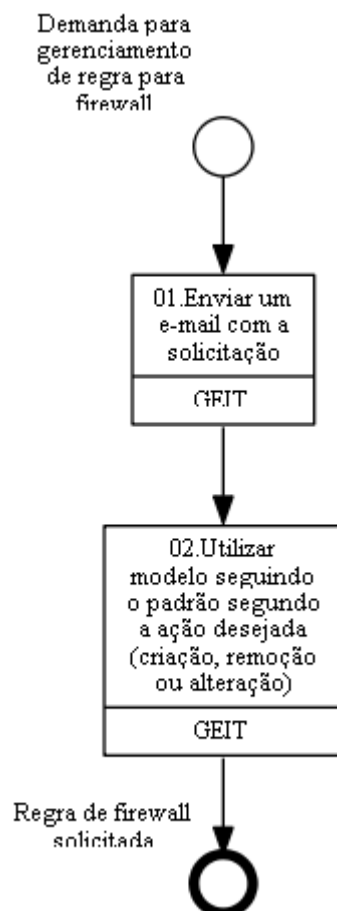 Demanda para
gerenciamento
de regra para
firewall
01.Enviar um
e-mail com a
solicitação
GEIT
02.Utilizar
modelo seguindo
o padrão segundo
a ação desejada
(criação, remoção
ou alteração)
GEIT
Regra de firewall
solicitada